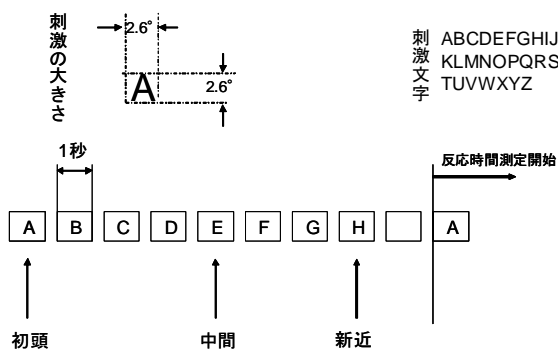 刺激の大きさ
2.6°
A
2.6°
刺激文字
ABCDEFGHIJ
KLMNOPQRS
TUVWXYZ
1秒
反応時間測定開始
A B C D E F G H A
初頭 中間 新近